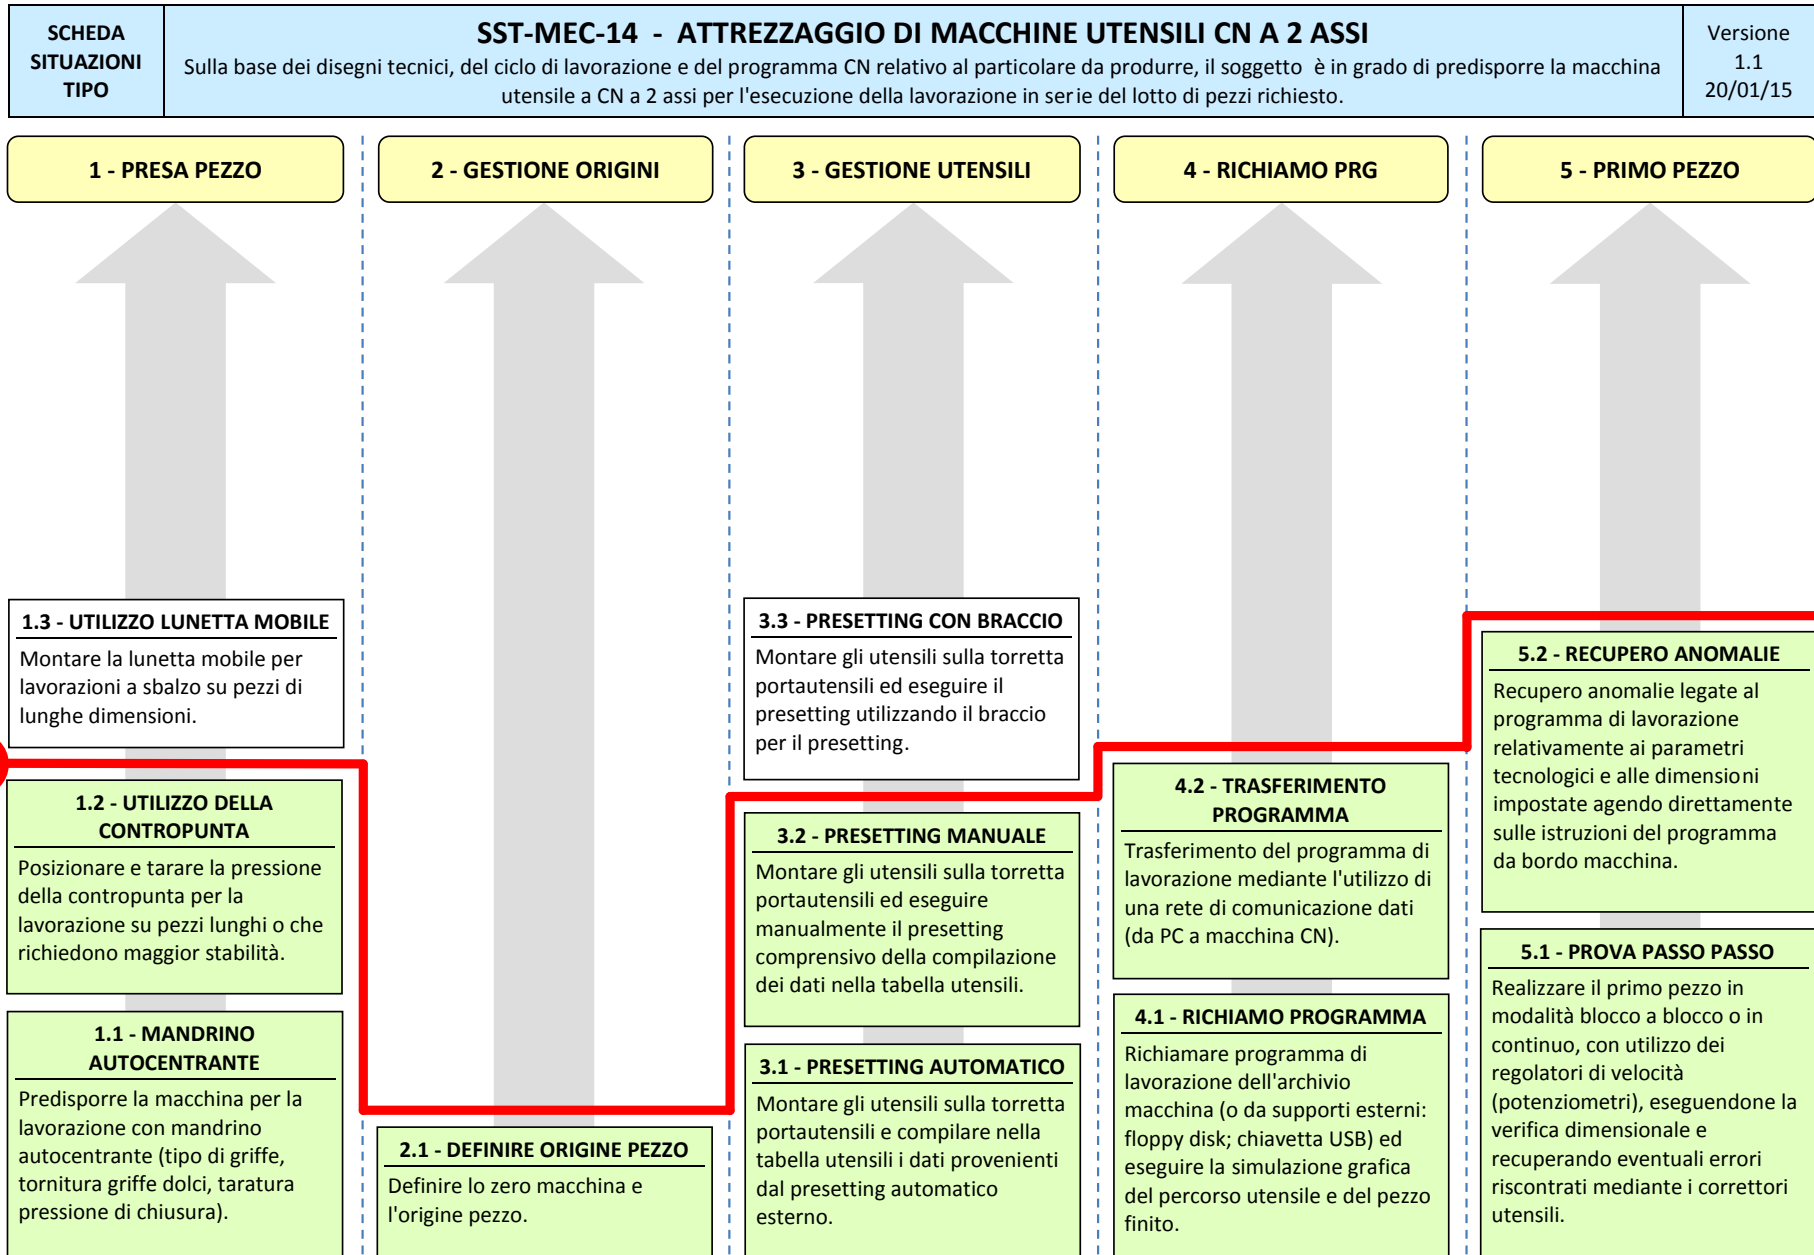 SCHEDA
SITUAZIONI
TIPO
SST-MEC-14 - ATTREZZAGGIO DI MACCHINE UTENSILI CN A 2 ASSI
Sulla base dei disegni tecnici, del ciclo di lavorazione e del programma CN relativo al particolare da produrre, il soggetto è in grado di predisporre la macchina
utensile a CN a 2 assi per l'esecuzione della lavorazione in serie del lotto di pezzi richiesto.
Versione
1.1
20/01/15
1 - PRESA PEZZO
2 - GESTIONE ORIGINI
3 - GESTIONE UTENSILI
4 - RICHIAMO PRG
5 - PRIMO PEZZO
1.3 - UTILIZZO LUNETTA MOBILE
Montare la lunetta mobile per
lavorazioni a sbalzo su pezzi di
lunghe dimensioni.
1.2 - UTILIZZO DELLA
CONTROPUNTA
Posizionare e tarare la pressione
della contropunta per la
lavorazione su pezzi lunghi o che
richiedono maggior stabilità.
1.1 - MANDRINO
AUTOCENTRANTE
Predisporre la macchina per la
lavorazione con mandrino
autocentrante (tipo di griffe,
tornitura griffe dolci, taratura
pressione di chiusura).
2.1 - DEFINIRE ORIGINE PEZZO
Definire lo zero macchina e
l'origine pezzo.
3.3 - PRESETTING CON BRACCIO
Montare gli utensili sulla torretta
portautensili ed eseguire il
presetting utilizzando il braccio
per il presetting.
3.2 - PRESETTING MANUALE
Montare gli utensili sulla torretta
portautensili ed eseguire
manualmente il presetting
comprensivo della compilazione
dei dati nella tabella utensili.
3.1 - PRESETTING AUTOMATICO
Montare gli utensili sulla torretta
portautensili e compilare nella
tabella utensili i dati provenienti
dal presetting automatico
esterno.
4.2 - TRASFERIMENTO
PROGRAMMA
Trasferimento del programma di
lavorazione mediante l'utilizzo di
una rete di comunicazione dati
(da PC a macchina CN).
4.1 - RICHIAMO PROGRAMMA
Richiamare programma di
lavorazione dell'archivio
macchina (o da supporti esterni:
floppy disk; chiavetta USB) ed
eseguire la simulazione grafica
del percorso utensile e del pezzo
finito.
5.2 - RECUPERO ANOMALIE
Recupero anomalie legate al
programma di lavorazione
relativamente ai parametri
tecnologici e alle dimensioni
impostate agendo direttamente
sulle istruzioni del programma
da bordo macchina.
5.1 - PROVA PASSO PASSO
Realizzare il primo pezzo in
modalità blocco a blocco o in
continuo, con utilizzo dei
regolatori di velocità
(potenziometri), eseguendone la
verifica dimensionale e
recuperando eventuali errori
riscontrati mediante i correttori
utensili.